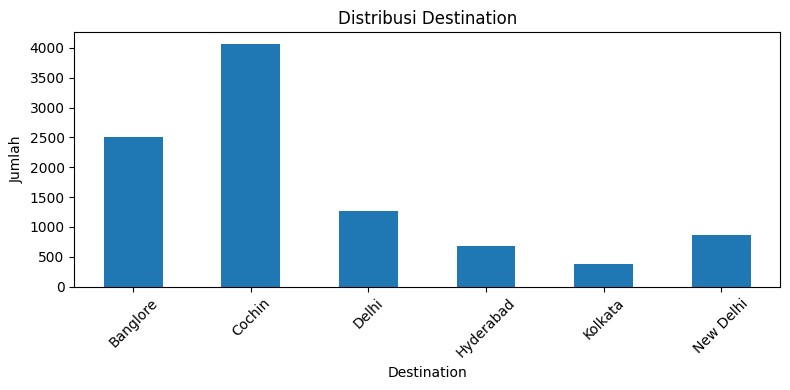 Distribusi Destination
Jumlah
4000
3500
3000
2500
2000
1500
1000
500
0
Banglore
Cochin
Delhi
Hyderabad
Kolkata
New Delhi
Destination